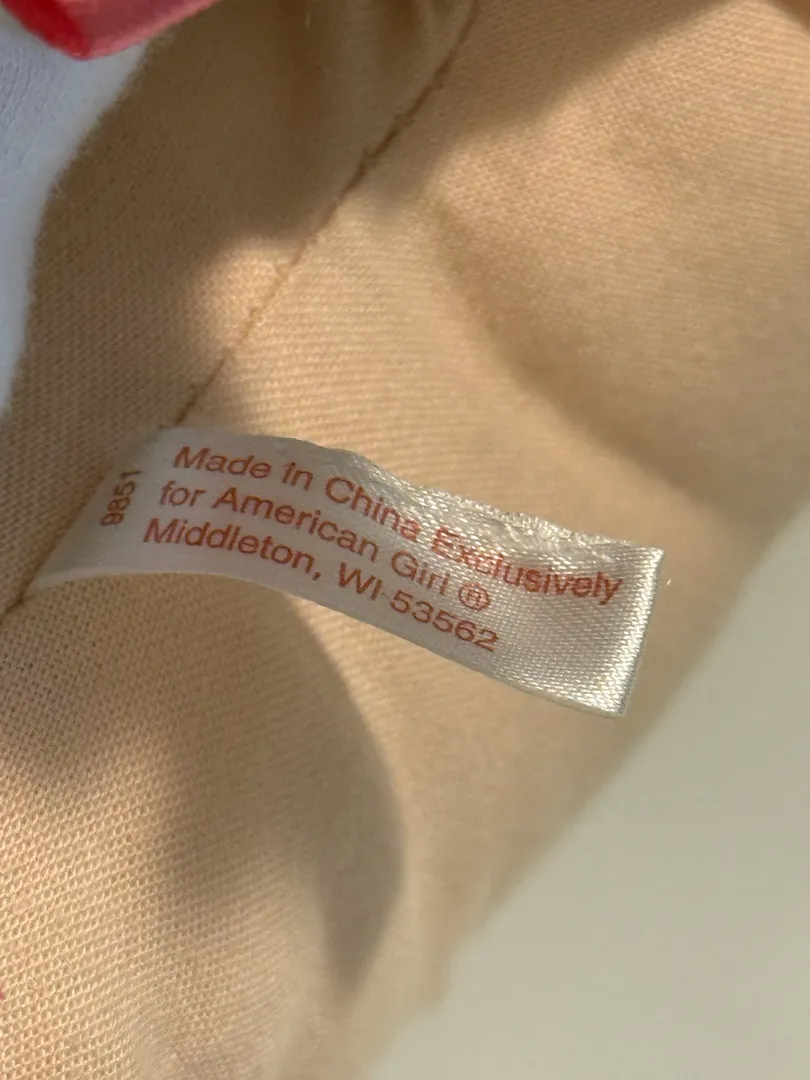 Made in China Exclusively
for American Girl ®
Middleton, WI 53562
9851